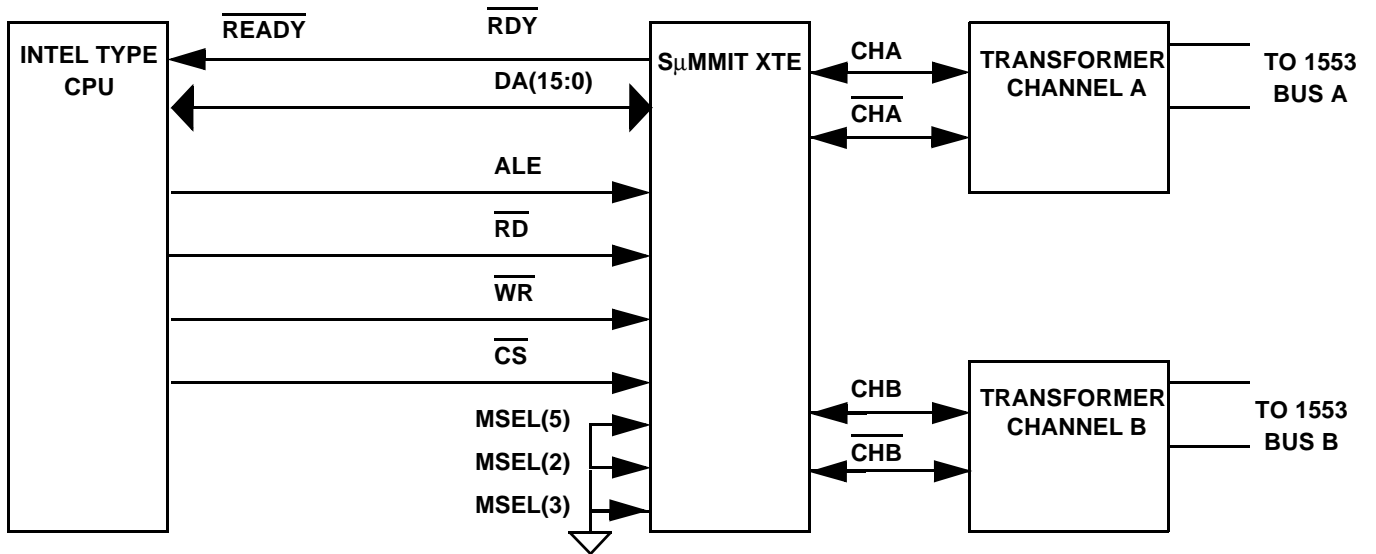 INTEL TYPE
CPU
READY
RDY
DA(15:0)
ALE
RD
WR
CS
MSEL(5)
MSEL(2)
MSEL(3)
SμMMIT XTE
CHA
CHA
TRANSFORMER
CHANNEL A
TO 1553
BUS A
CHB
CHB
TRANSFORMER
CHANNEL B
TO 1553
BUS B